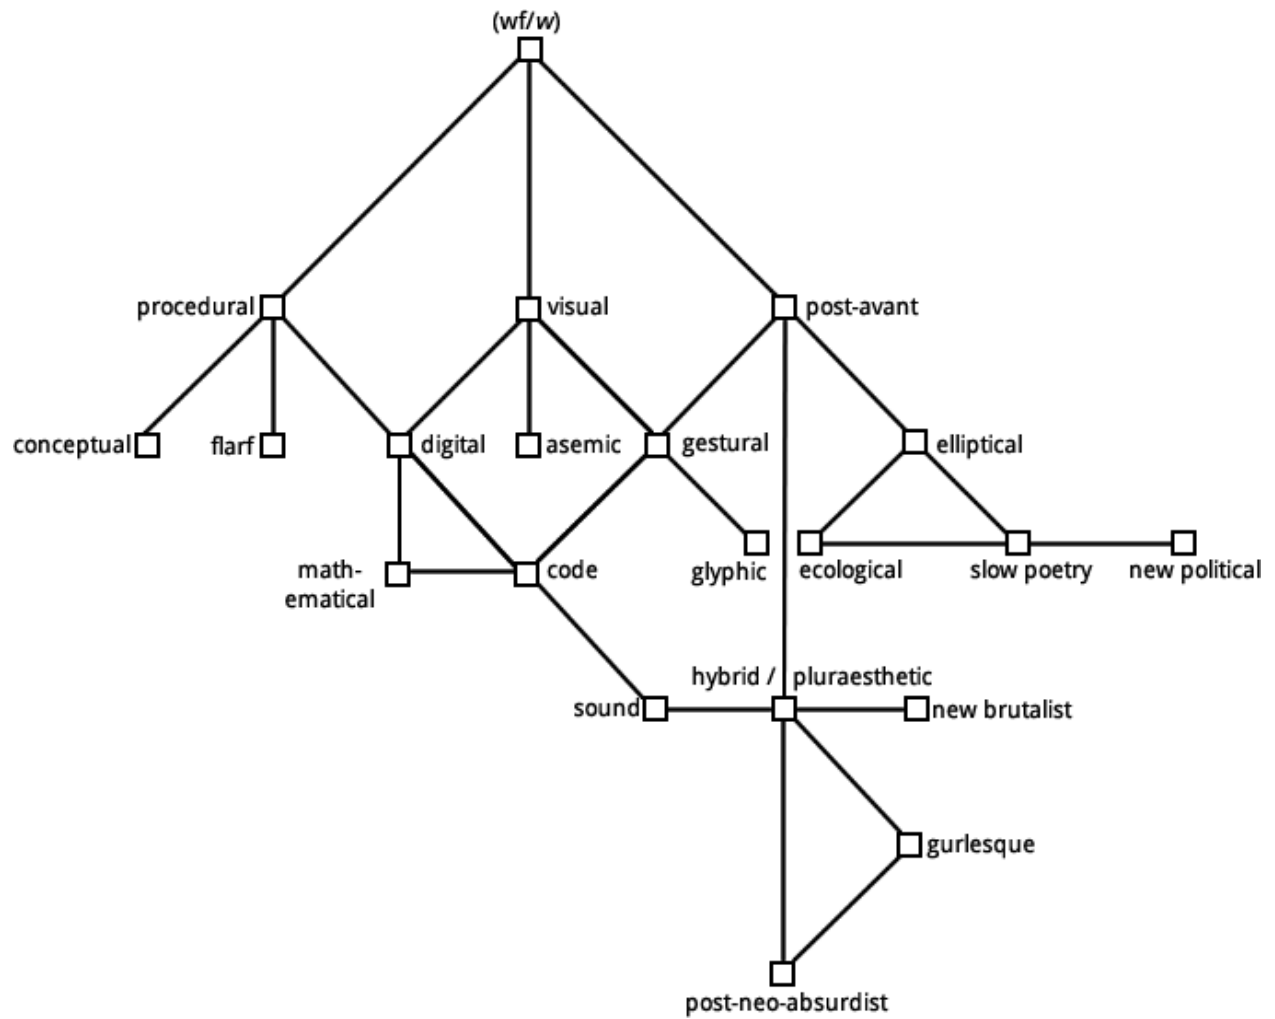 (wf/w)
procedural
visual
post-avant
conceptual
flarf
digital
asemic
gestural
elliptical
math-
ematical
code
glyphic
ecological
slow poetry
new political
hybrid / pluraesthetic
sound
new brutalist
gurlesque
post-neo-absurdist